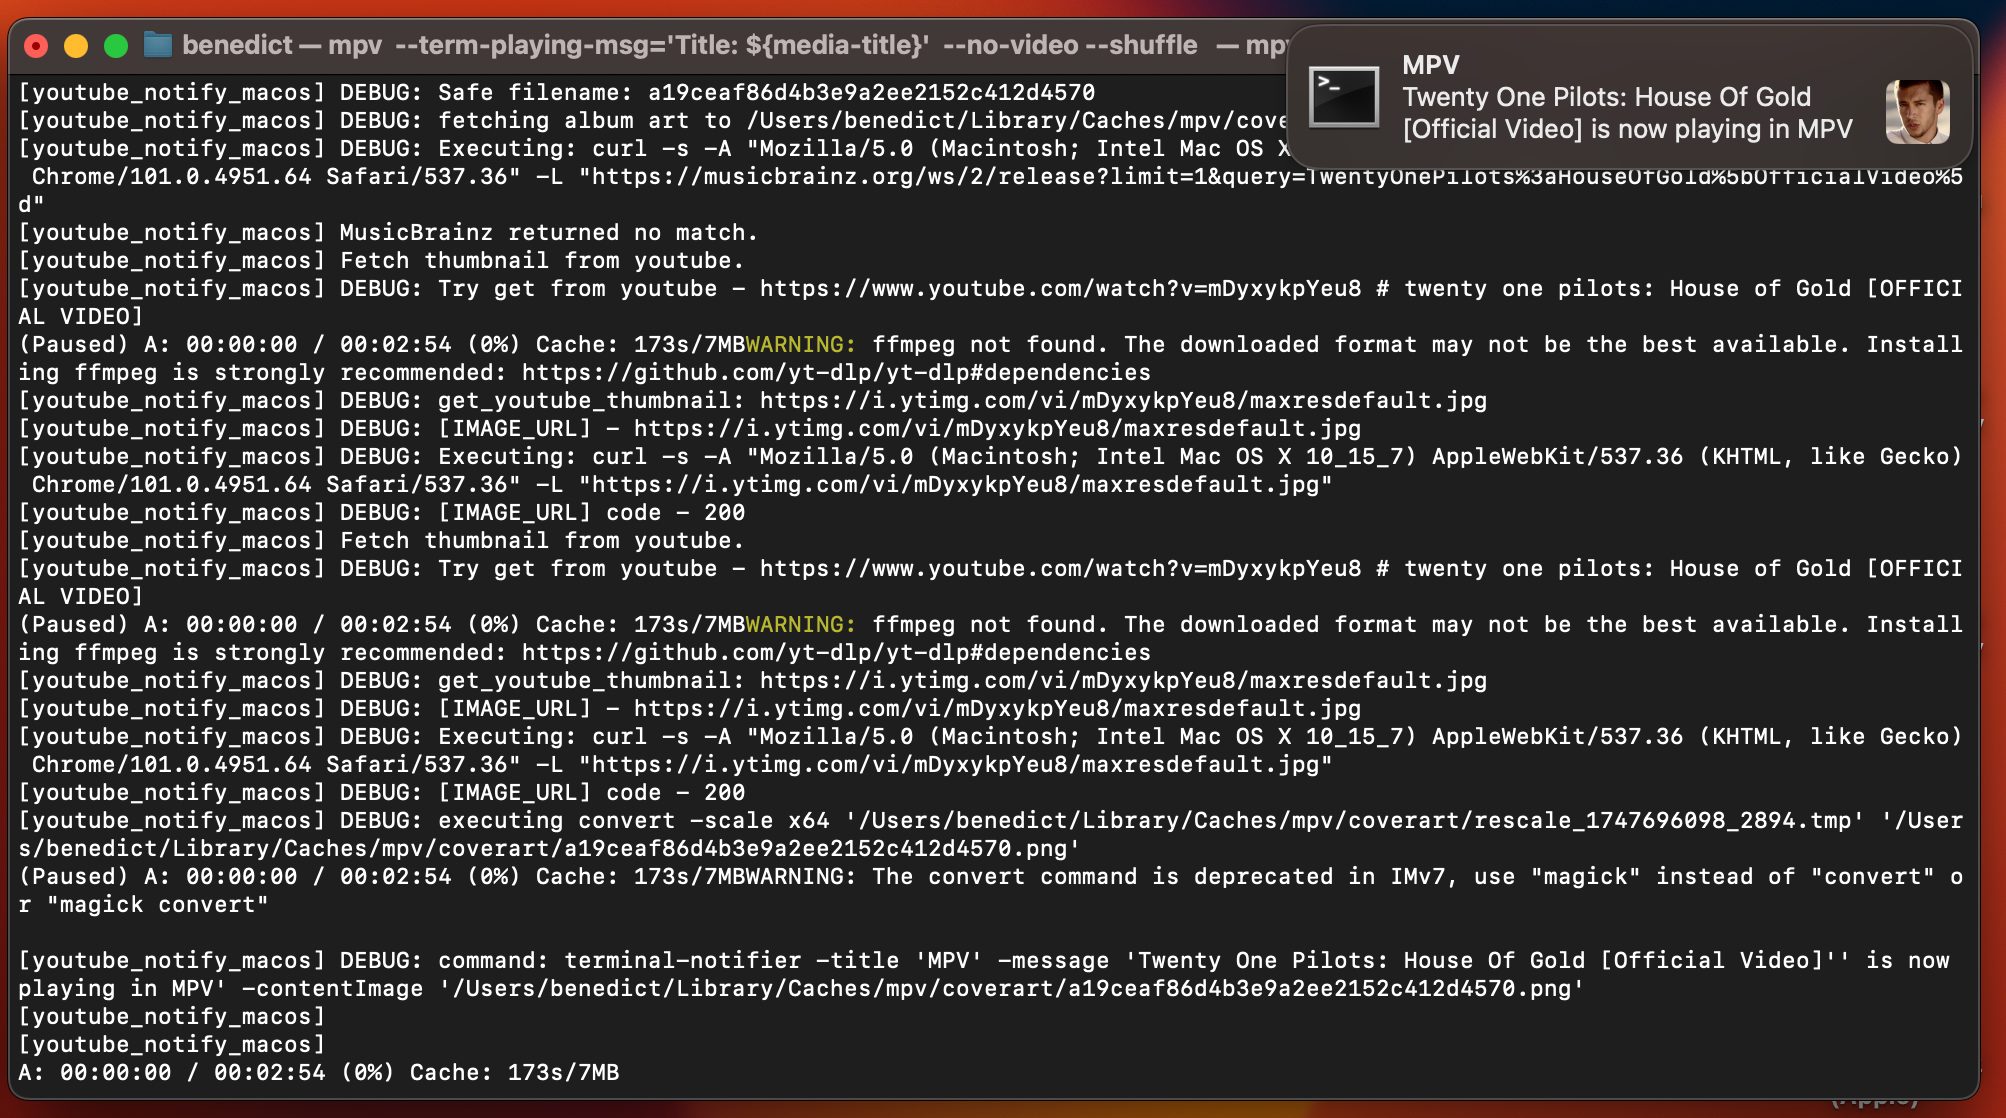 benedict — mpv --term-playing-msg='Title: ${media-title}' --no-video --shuffle — mpv
MPV
Twenty One Pilots: House Of Gold
[Official Video] is now playing in MPV
[youtube_notify_macos] DEBUG: Safe filename: a19ceaf86d4b3e9a2ee2152c412d4570
[youtube_notify_macos] DEBUG: fetching album art to /Users/benedict/Library/Caches/mpv/cove
[youtube_notify_macos] DEBUG: Executing: curl -s -A "Mozilla/5.0 (Macintosh; Intel Mac OS X
 Chrome/101.0.4951.64 Safari/537.36" -L "https://musicbrainz.org/ws/2/release?limit=1&query=TwentyOnePilots%3aHouseOfGold%5bOfficialVideo%5
d"
[youtube_notify_macos] MusicBrainz returned no match.
[youtube_notify_macos] Fetch thumbnail from youtube.
[youtube_notify_macos] DEBUG: Try get from youtube - https://www.youtube.com/watch?v=mDyxykpYeu8 # twenty one pilots: House of Gold [OFFICI
AL VIDEO]
(Paused) A: 00:00:00 / 00:02:54 (0%) Cache: 173s/7MBWARNING: ffmpeg not found. The downloaded format may not be the best available. Install
ing ffmpeg is strongly recommended: https://github.com/yt-dlp/yt-dlp#dependencies
[youtube_notify_macos] DEBUG: get_youtube_thumbnail: https://i.ytimg.com/vi/mDyxykpYeu8/maxresdefault.jpg
[youtube_notify_macos] DEBUG: [IMAGE_URL] - https://i.ytimg.com/vi/mDyxykpYeu8/maxresdefault.jpg
[youtube_notify_macos] DEBUG: Executing: curl -s -A "Mozilla/5.0 (Macintosh; Intel Mac OS X 10_15_7) AppleWebKit/537.36 (KHTML, like Gecko)
 Chrome/101.0.4951.64 Safari/537.36" -L "https://i.ytimg.com/vi/mDyxykpYeu8/maxresdefault.jpg"
[youtube_notify_macos] DEBUG: [IMAGE_URL] code - 200
[youtube_notify_macos] Fetch thumbnail from youtube.
[youtube_notify_macos] DEBUG: Try get from youtube - https://www.youtube.com/watch?v=mDyxykpYeu8 # twenty one pilots: House of Gold [OFFICI
AL VIDEO]
(Paused) A: 00:00:00 / 00:02:54 (0%) Cache: 173s/7MBWARNING: ffmpeg not found. The downloaded format may not be the best available. Install
ing ffmpeg is strongly recommended: https://github.com/yt-dlp/yt-dlp#dependencies
[youtube_notify_macos] DEBUG: get_youtube_thumbnail: https://i.ytimg.com/vi/mDyxykpYeu8/maxresdefault.jpg
[youtube_notify_macos] DEBUG: [IMAGE_URL] - https://i.ytimg.com/vi/mDyxykpYeu8/maxresdefault.jpg
[youtube_notify_macos] DEBUG: Executing: curl -s -A "Mozilla/5.0 (Macintosh; Intel Mac OS X 10_15_7) AppleWebKit/537.36 (KHTML, like Gecko)
 Chrome/101.0.4951.64 Safari/537.36" -L "https://i.ytimg.com/vi/mDyxykpYeu8/maxresdefault.jpg"
[youtube_notify_macos] DEBUG: [IMAGE_URL] code - 200
[youtube_notify_macos] DEBUG: executing convert -scale x64 '/Users/benedict/Library/Caches/mpv/coverart/rescale_1747696098_2894.tmp' '/User
s/benedict/Library/Caches/mpv/coverart/a19ceaf86d4b3e9a2ee2152c412d4570.png'
(Paused) A: 00:00:00 / 00:02:54 (0%) Cache: 173s/7MBWARNING: The convert command is deprecated in IMv7, use "magick" instead of "convert" o
r "magick convert"
[youtube_notify_macos] DEBUG: command: terminal-notifier -title 'MPV' -message 'Twenty One Pilots: House Of Gold [Official Video]'' is now
playing in MPV' -contentImage '/Users/benedict/Library/Caches/mpv/coverart/a19ceaf86d4b3e9a2ee2152c412d4570.png'
[youtube_notify_macos]
[youtube_notify_macos]
A: 00:00:00 / 00:02:54 (0%) Cache: 173s/7MB